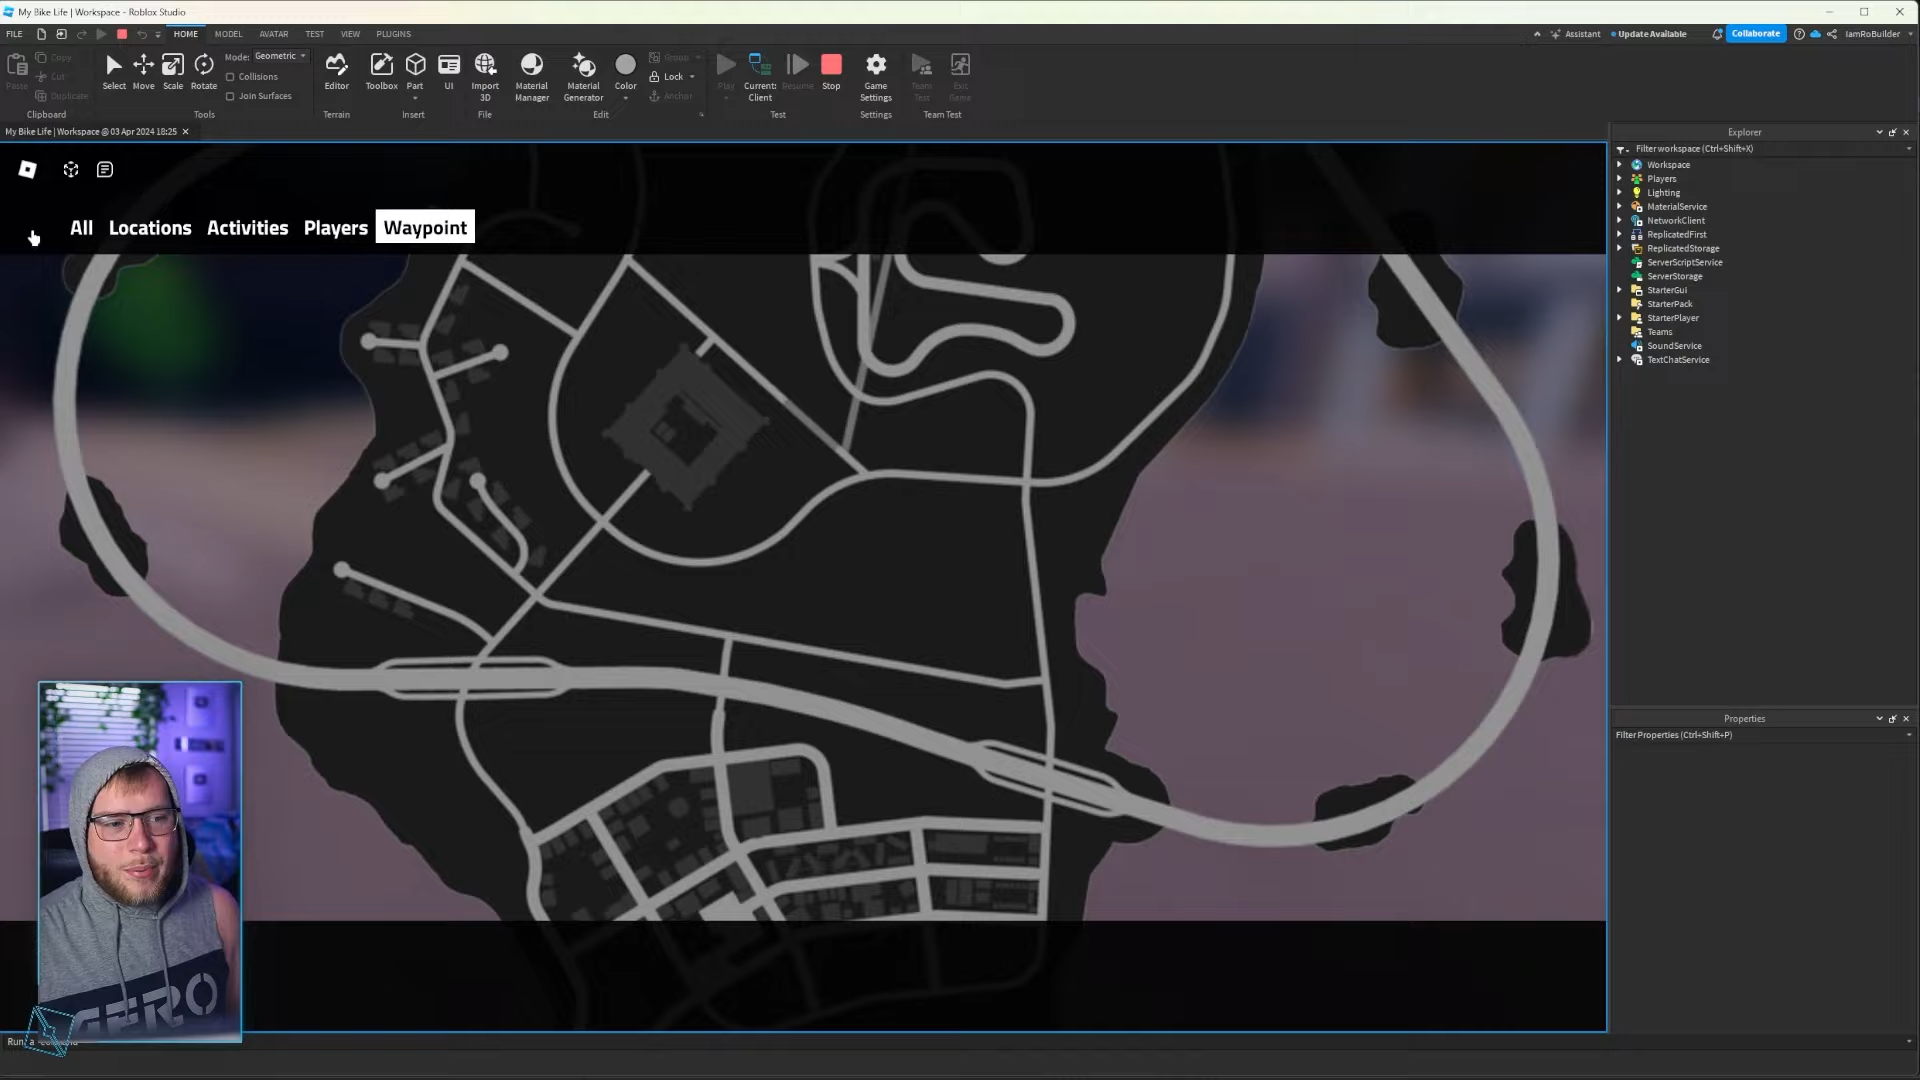 My Bike Life | Workspace - Roblox Studio
FILE HOME MODEL AVATAR TEST VIEW PLUGINS
Assistant Update Available Collaborate IamRoBuilder
Paste Copy Cut Duplicate
Clipboard
Select Move Scale Rotate
Mode: Geometric
Collisions
Join Surfaces
Tools
Editor
Terrain
Toolbox Part UI
Insert
Import 3D
File
Material Manager
Material Generator
Color
Group
Lock
Anchor
Edit
Play
Current: Client
Resume
Stop
Test
Game Settings
Settings
Team Test
Exit Game
Team Test
My Bike Life | Workspace @ 03 Apr 2024 18:25
All Locations Activities Players Waypoint
Explorer
Filter workspace (Ctrl+Shift+X)
Workspace
Players
Lighting
MaterialService
NetworkClient
ReplicatedFirst
ReplicatedStorage
ServerScriptService
ServerStorage
StarterGui
StarterPack
StarterPlayer
Teams
SoundService
TextChatService
Properties
Filter Properties (Ctrl+Shift+P)